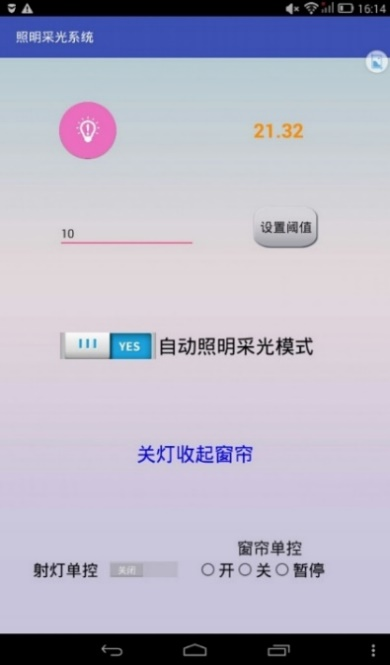 16:14
照明采光系统
21.32
10
设置阈值
YES
自动照明采光模式
关灯收起窗帘
窗帘单控
射灯单控 关闭 开 关 暂停